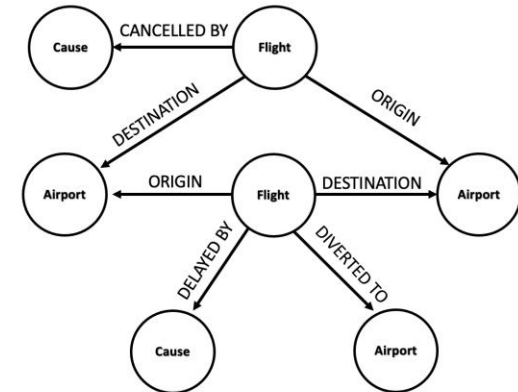 Cause
CANCELLED BY
Flight
DESTINATION
ORIGIN
Airport
ORIGIN
Flight
DESTINATION
Airport
DELAYED BY
DIVERTED TO
Cause
Airport